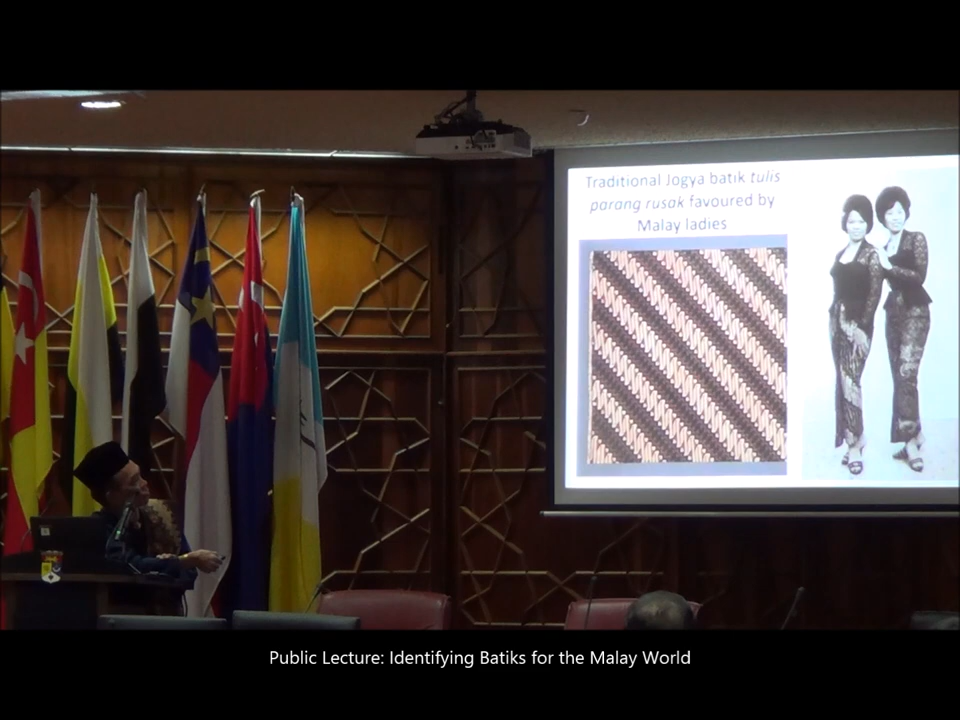 Traditional Jogya batik tulis
parang rusak favoured by
Malay ladies
Public Lecture: Identifying Batiks for the Malay World